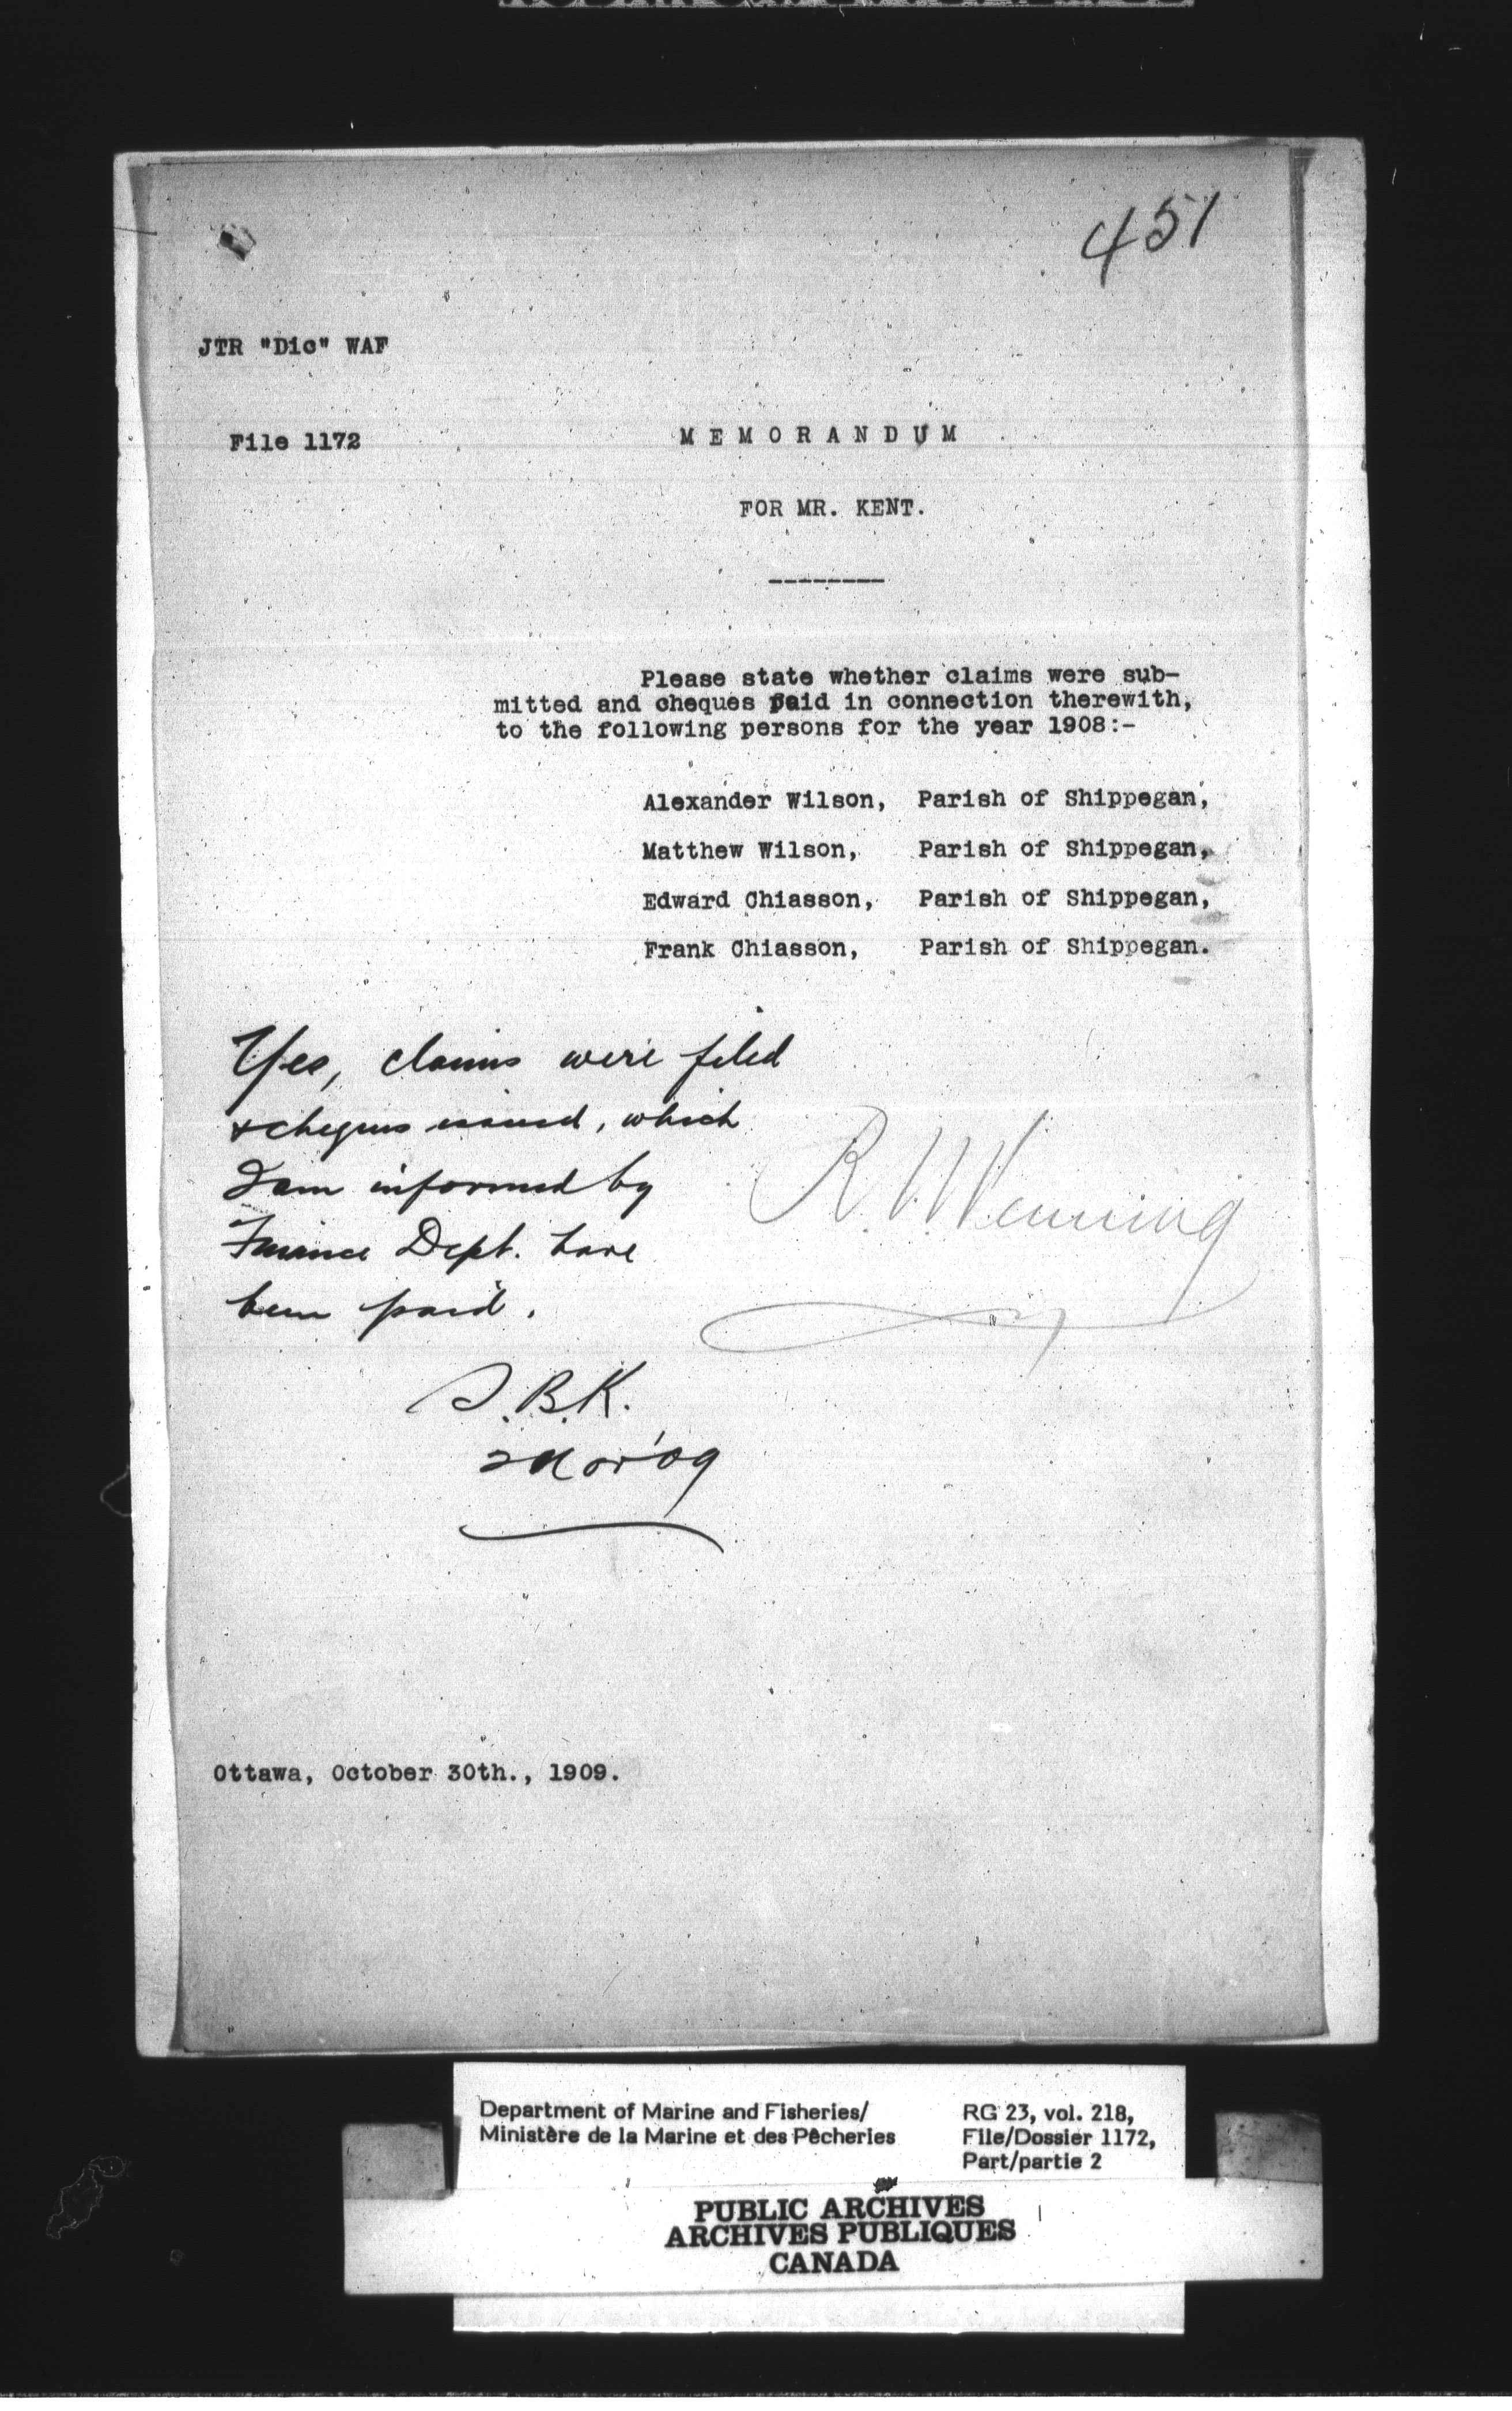 451
JTR "Dic" WAF
File 1172
MEMORANDUM
FOR MR. KENT.
--------
Please state whether claims were sub-
mitted and cheques paid in connection therewith,
to the following persons for the year 1908:-
Alexander Wilson, Parish of Shippegan,
Matthew Wilson, Parish of Shippegan,
Edward Chiasson, Parish of Shippegan,
Frank Chiasson, Parish of Shippegan.
Yes, claims were filed
& cheques issued, which
I am informed by
Finance Dept. have
been paid.
R. Venning
B.K.
2 Nov '09
Ottawa, October 30th., 1909.
Department of Marine and Fisheries/
Ministère de la Marine et des Pêcheries
RG 23, vol. 218,
File/Dossier 1172,
Part/partie 2
PUBLIC ARCHIVES
ARCHIVES PUBLIQUES
CANADA